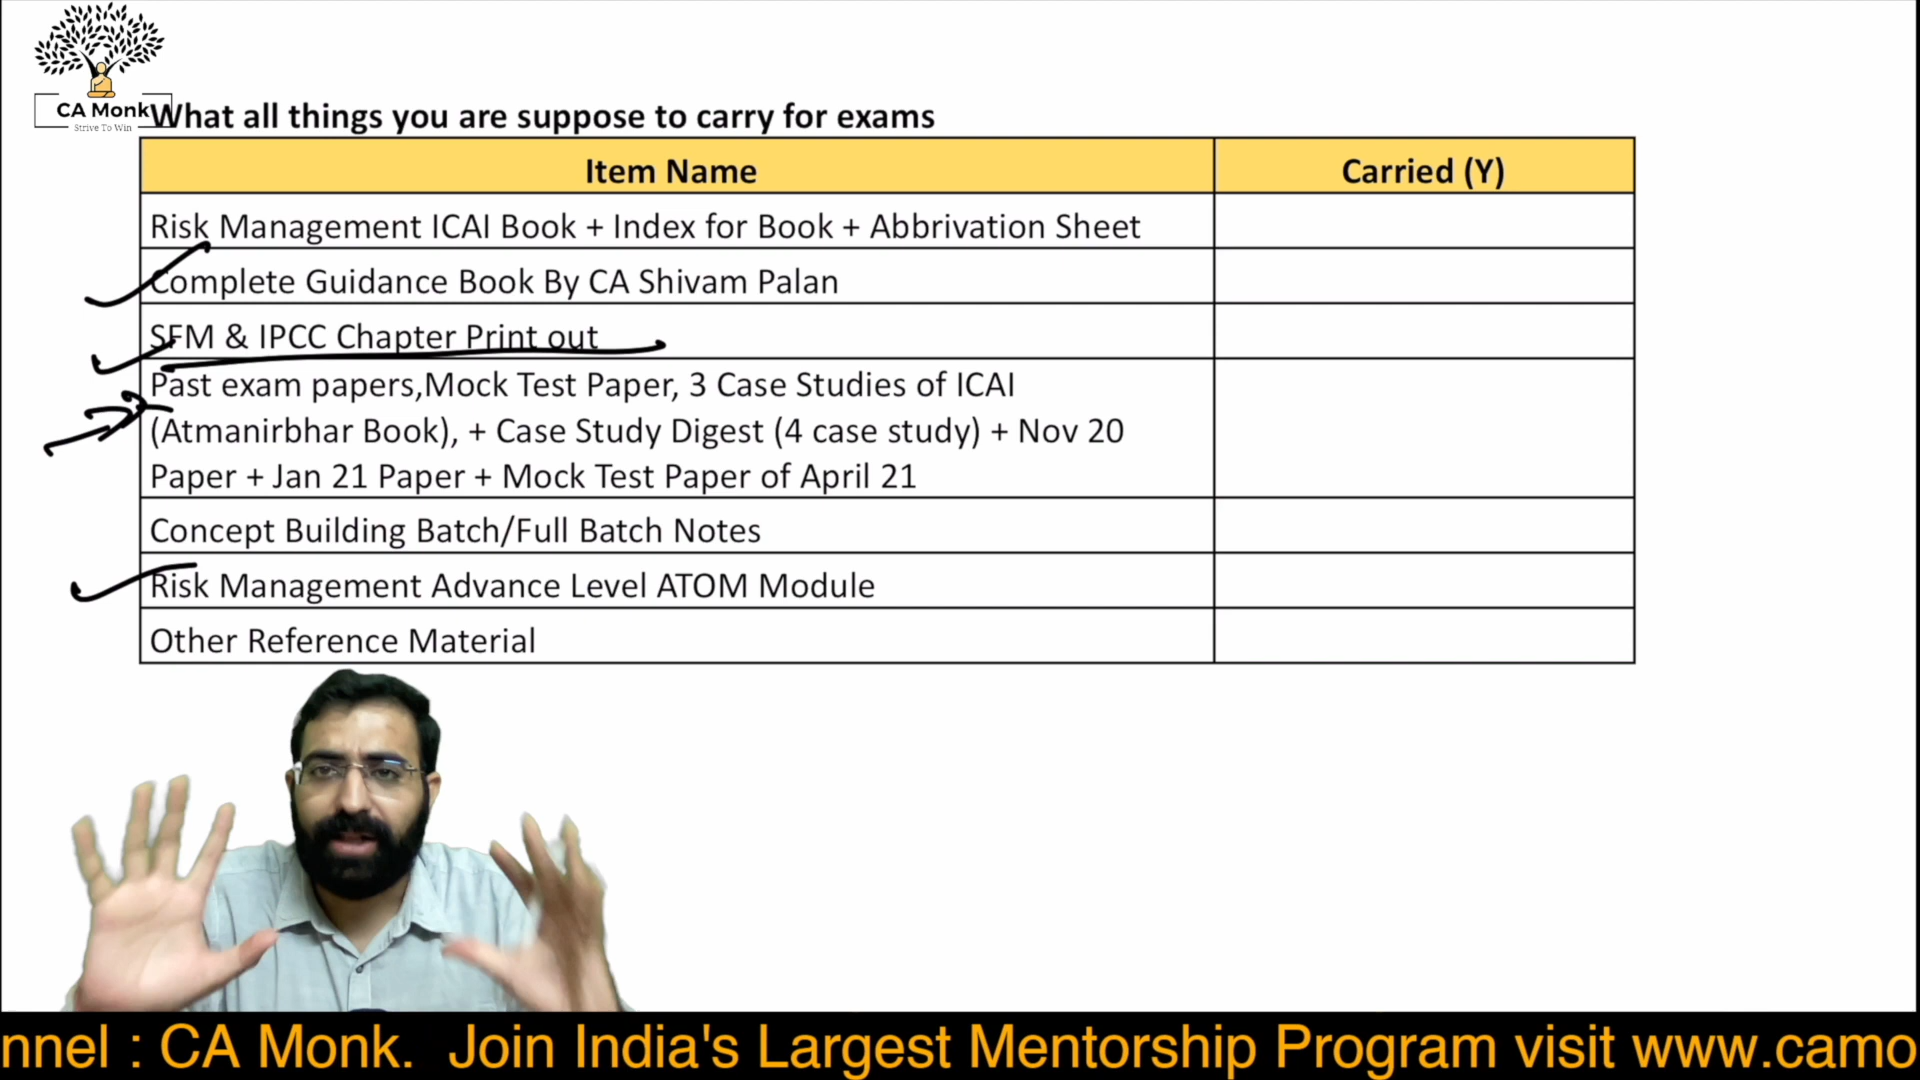 CA Monk
Strive To Win
What all things you are suppose to carry for exams
Item Name
Carried (Y)
Risk Management ICAI Book + Index for Book + Abbrivation Sheet
Complete Guidance Book By CA Shivam Palan
SFM & IPCC Chapter Print out
Past exam papers,Mock Test Paper, 3 Case Studies of ICAI
(Atmanirbhar Book), + Case Study Digest (4 case study) + Nov 20
Paper + Jan 21 Paper + Mock Test Paper of April 21
Concept Building Batch/Full Batch Notes
Risk Management Advance Level ATOM Module
Other Reference Material
nnel : CA Monk.  Join India's Largest Mentorship Program visit www.camo